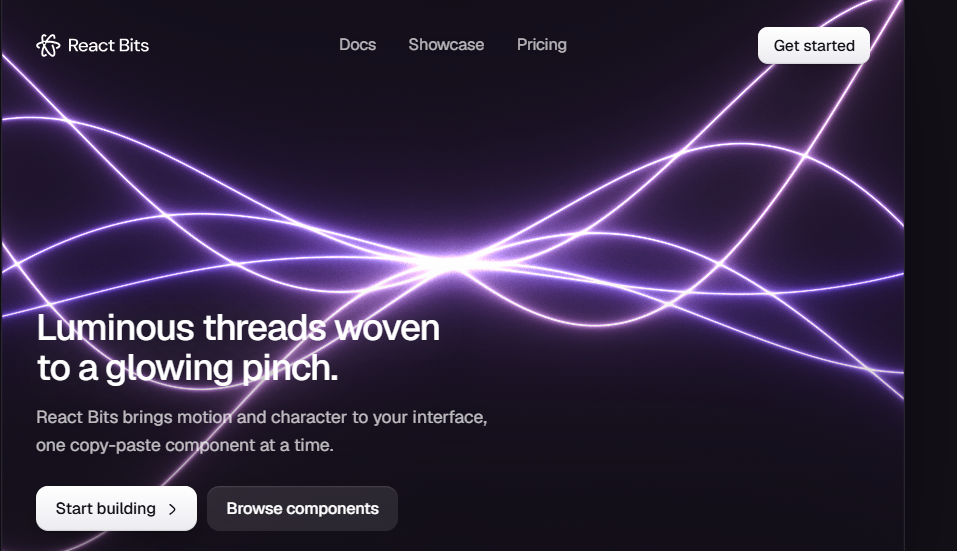 React Bits
Docs
Showcase
Pricing
Get started
Luminous threads woven
to a glowing pinch.
React Bits brings motion and character to your interface,
one copy-paste component at a time.
Start building
Browse components